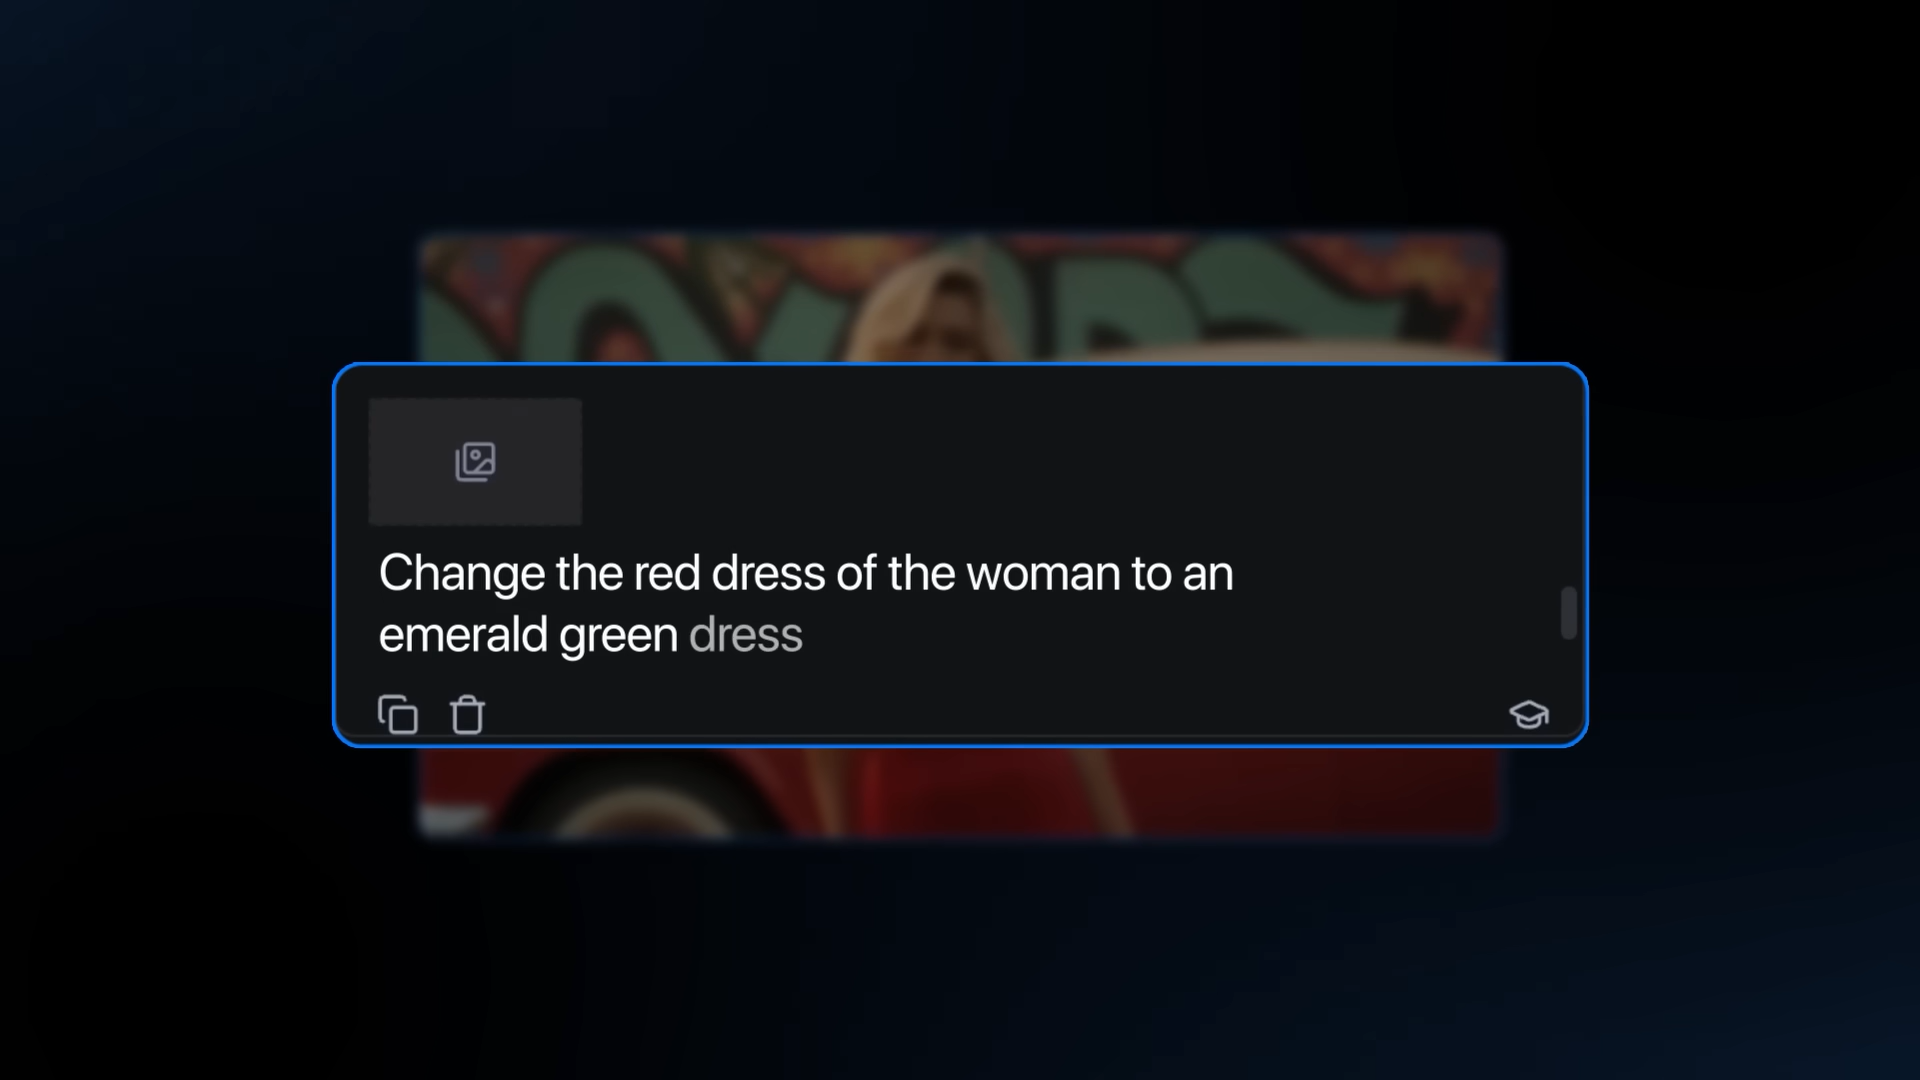 Change the red dress of the woman to an
emerald green dress